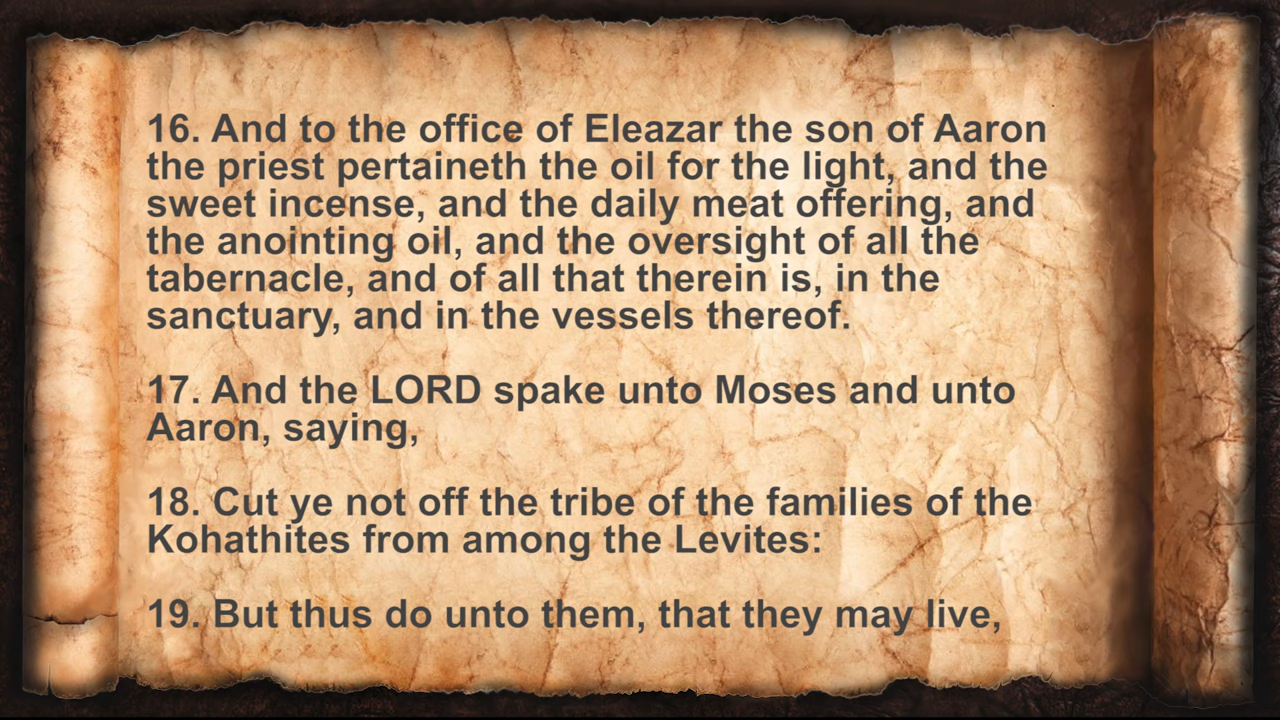 16. And to the office of Eleazar the son of Aaron
the priest pertaineth the oil for the light, and the
sweet incense, and the daily meat offering, and
the anointing oil, and the oversight of all the
tabernacle, and of all that therein is, in the
sanctuary, and in the vessels thereof.
17. And the LORD spake unto Moses and unto
Aaron, saying,
18. Cut ye not off the tribe of the families of the
Kohathites from among the Levites:
19. But thus do unto them, that they may live,